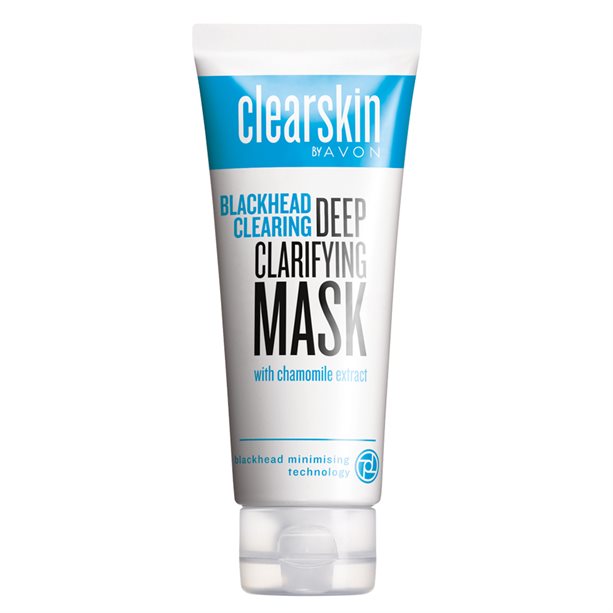 clearskin
BY AVON
BLACKHEAD
CLEARING DEEP
CLARIFYING
MASK
with chamomile extract
blackhead minimising
technology